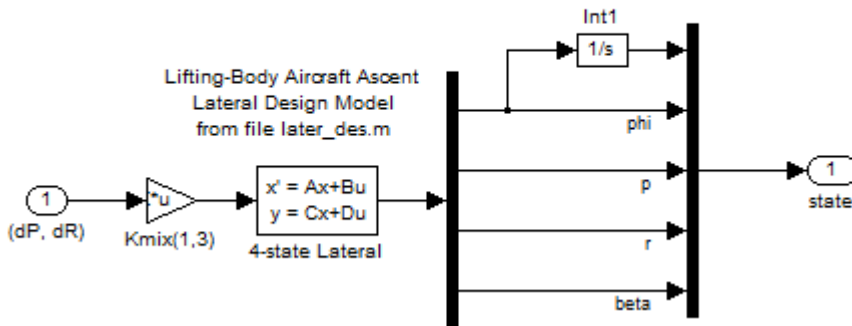 Int1
1/s
Lifting-Body Aircraft Ascent
Lateral Design Model
from file later_des.m
phi
1
*u
x' = Ax+Bu
y = Cx+Du
p
1
(dP, dR)
Kmix(1,3)
4-state Lateral
r
state
beta